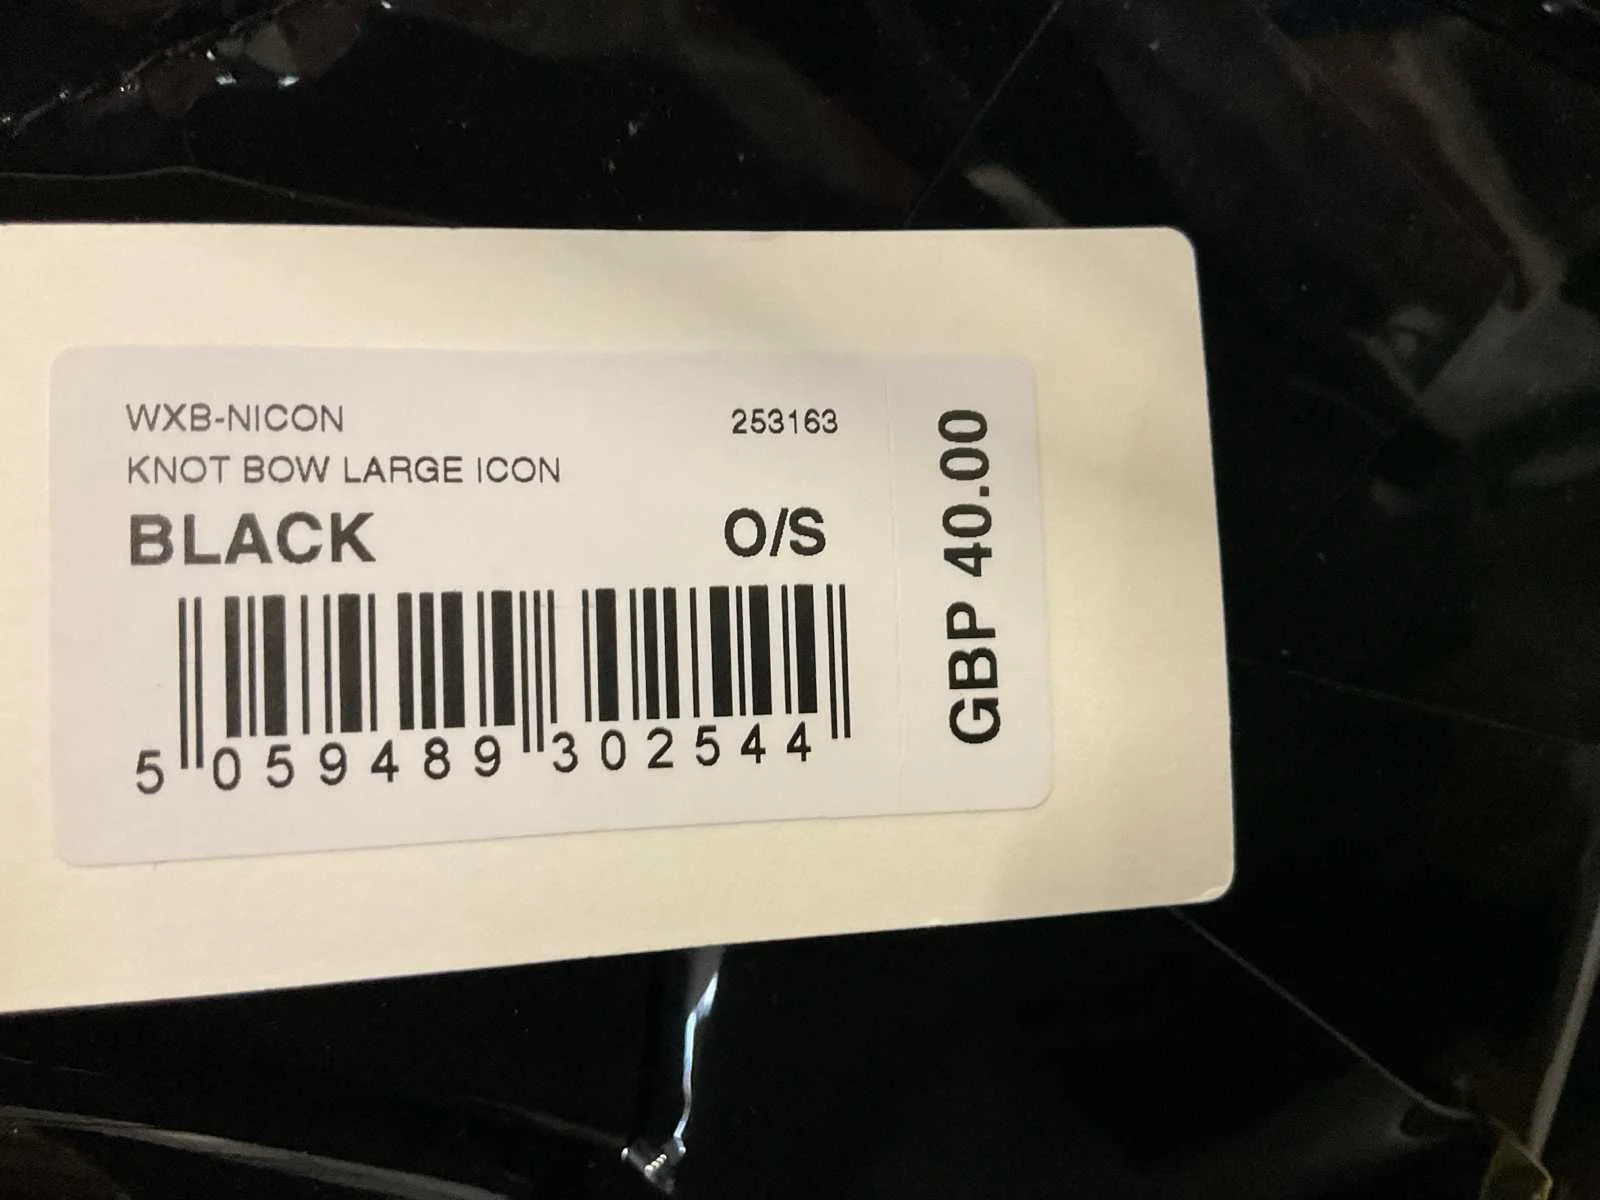 WXB-NICON 253163
KNOT BOW LARGE ICON
BLACK O/S
5 059489 302544
GBP 40.00